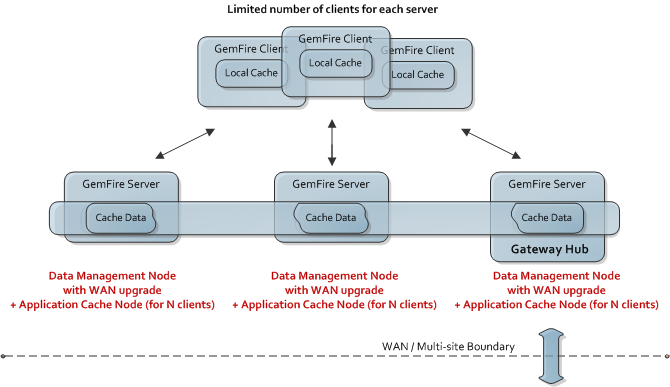 Limited number of clients for each server
GemFire Client
GemFire Client
GemFire Client
Local Cache
Local Cache
Local Cache
GemFire Server
GemFire Server
GemFire Server
Cache Data
Cache Data
Cache Data
Gateway Hub
Data Management Node
with WAN upgrade
+ Application Cache Node (for N clients)
Data Management Node
with WAN upgrade
+ Application Cache Node (for N clients)
Data Management Node
with WAN upgrade
+ Application Cache Node (for N clients)
WAN / Multi-site Boundary